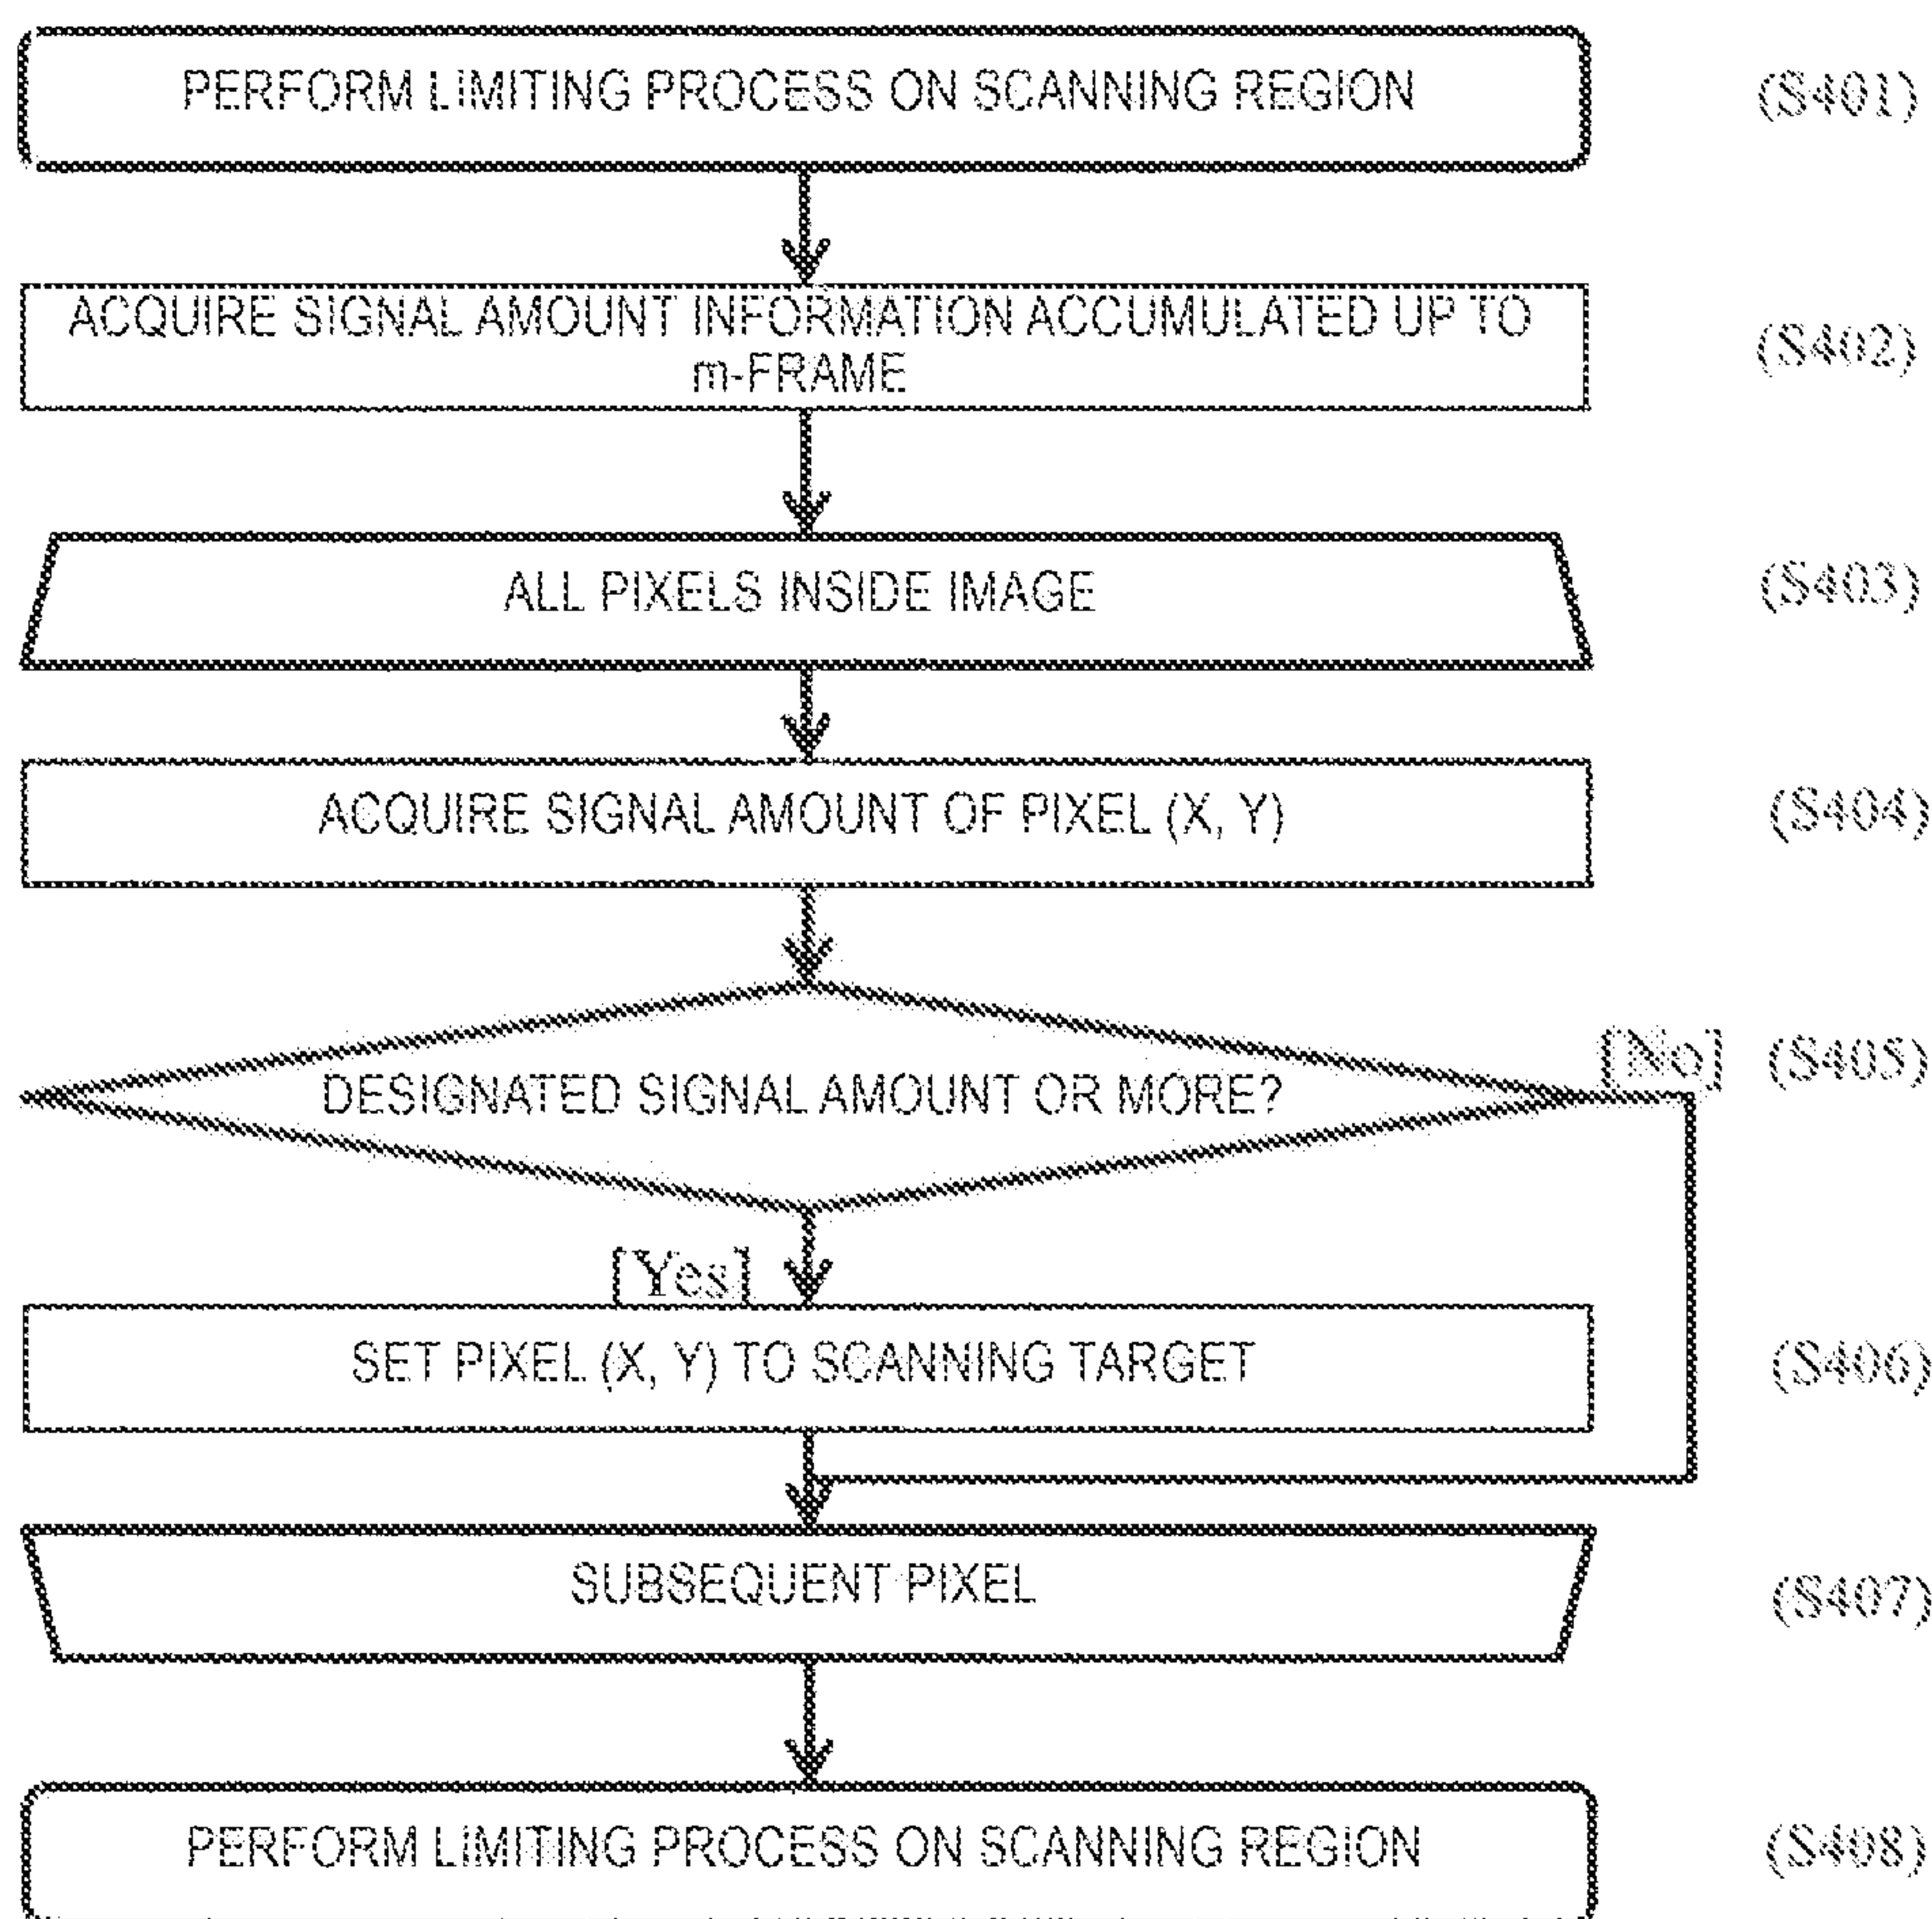 PERFORM LIMITING PROCESS ON SCANNING REGION (S401)
ACQUIRE SIGNAL AMOUNT INFORMATION ACCUMULATED UP TO
m-FRAME
(S402)
ALL PIXELS INSIDE IMAGE (S403)
ACQUIRE SIGNAL AMOUNT OF PIXEL (X, Y) (S404)
DESIGNATED SIGNAL AMOUNT OR MORE? [No] (S405)
[Yes]
SET PIXEL (X, Y) TO SCANNING TARGET (S406)
SUBSEQUENT PIXEL (S407)
PERFORM LIMITING PROCESS ON SCANNING REGION (S408)